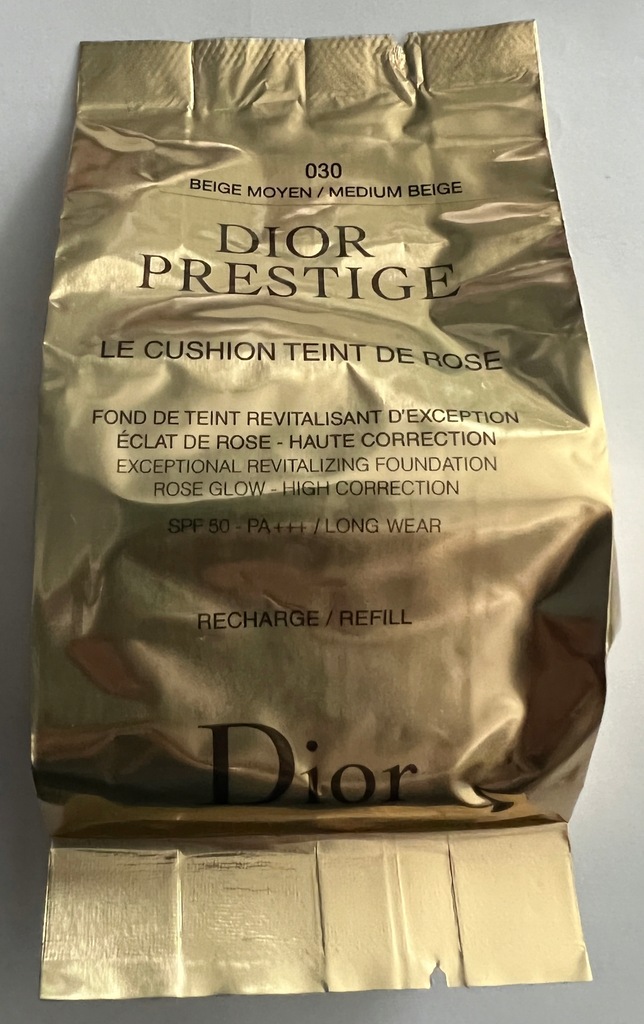 030
BEIGE MOYEN / MEDIUM BEIGE
DIOR
PRESTIGE
LE CUSHION TEINT DE ROSE
FOND DE TEINT REVITALISANT D'EXCEPTION
ÉCLAT DE ROSE - HAUTE CORRECTION
EXCEPTIONAL REVITALIZING FOUNDATION
ROSE GLOW - HIGH CORRECTION
SPF 50 - PA+++ / LONG WEAR
RECHARGE / REFILL
Dior